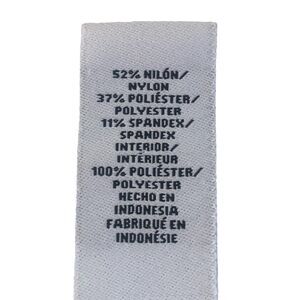 52% NILÓN/
NYLON
37% POLIÉSTER/
POLYESTER
11% SPANDEX/
SPANDEX
INTERIOR/
INTÉRIEUR
100% POLIÉSTER/
POLYESTER
HECHO EN
INDONESIA
FABRIQUÉ EN
INDONÉSIE